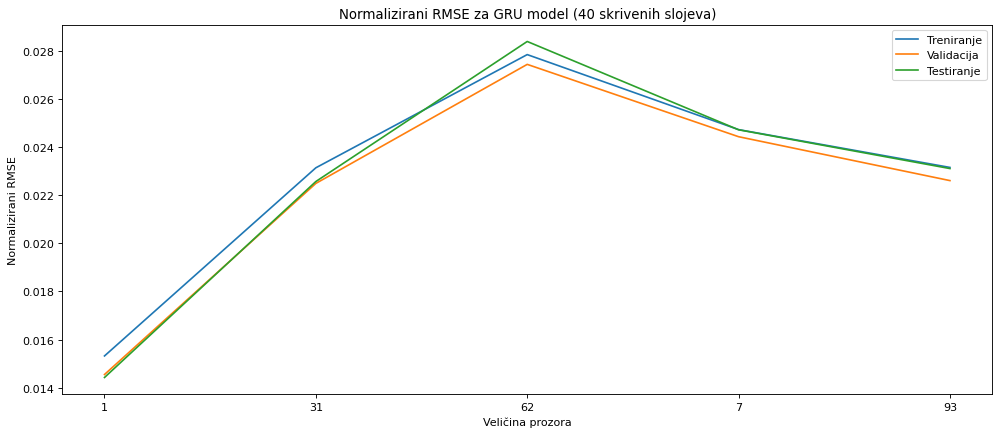 Normalizirani RMSE za GRU model (40 skrivenih slojeva)
Treniranje
Validacija
Testiranje
Normalizirani RMSE
0.028
0.026
0.024
0.022
0.020
0.018
0.016
0.014
1 31 62 7 93
Veličina prozora